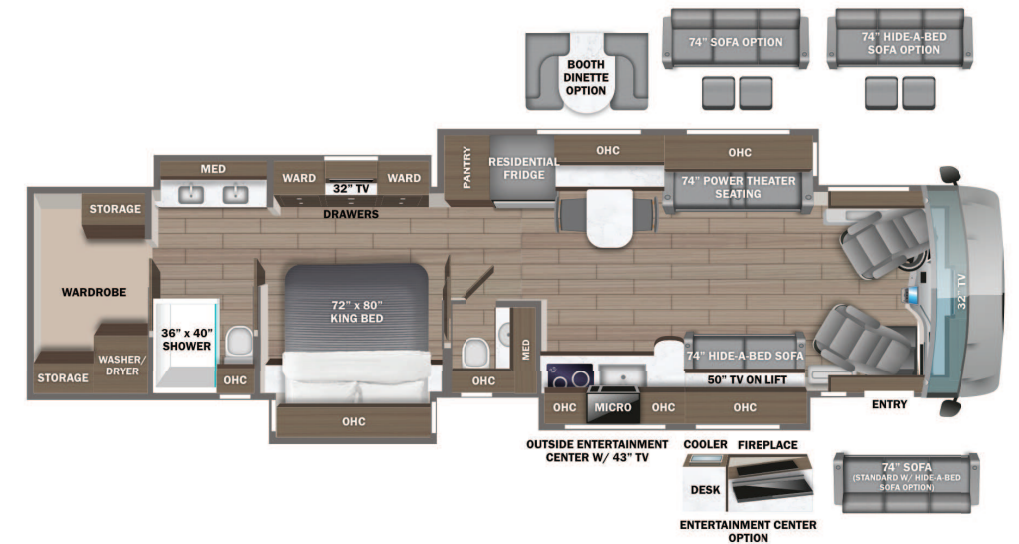 74” SOFA OPTION
74” HIDE-A-BED
SOFA OPTION
BOOTH
DINETTE
OPTION
MED
WARD
32” TV
WARD
DRAWERS
PANTRY
RESIDENTIAL
FRIDGE
OHC
OHC
74” POWER THEATER
SEATING
STORAGE
WARDROBE
STORAGE
WASHER/
DRYER
36” x 40”
SHOWER
OHC
72” x 80”
KING BED
OHC
OHC
MED
74” HIDE-A-BED SOFA
50” TV ON LIFT
OHC
MICRO
OHC
OHC
32” TV
ENTRY
OUTSIDE ENTERTAINMENT
CENTER W/ 43” TV
COOLER
FIREPLACE
DESK
ENTERTAINMENT CENTER
OPTION
74” SOFA
(STANDARD W/ HIDE-A-BED
SOFA OPTION)